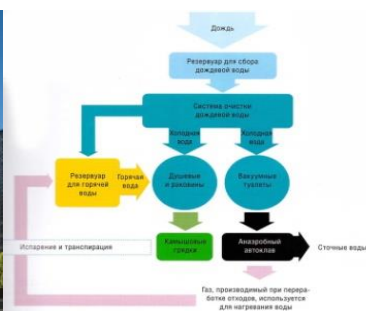 Дождь
Резервуар для сбора
дождевой воды
Система очистки
дождевой воды
Холодная
вода
Холодная
вода
Резервуар
для горячей
воды
Горячая
вода
Душевые
и раковины
Вакуумные
туалеты
Испарение и транспирация
Камышовые
грядки
Анаэробный
автоклав
Сточные воды
Газ, производимый при перера-
ботке отходов, используется
для нагревания воды